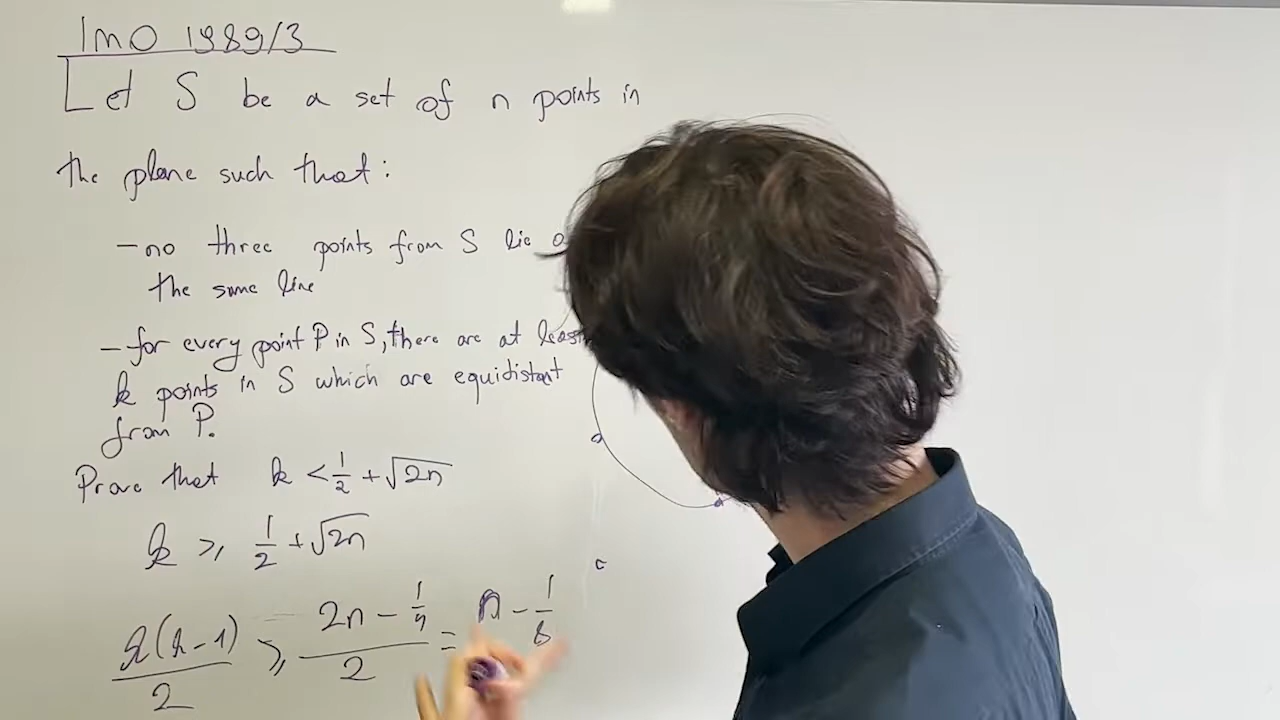 IMO 1989/3
Let S be a set of n points in
the plane such that:
- no three points from S lie
the same line
- for every point P in S, there are at least
k points in S which are equidistant
from P.
Prove that k < 1/2 + √2n
k ≥ 1/2 + √2n
k(k-1)/2 ≥ (2n - 1/4)/2 = n - 1/8